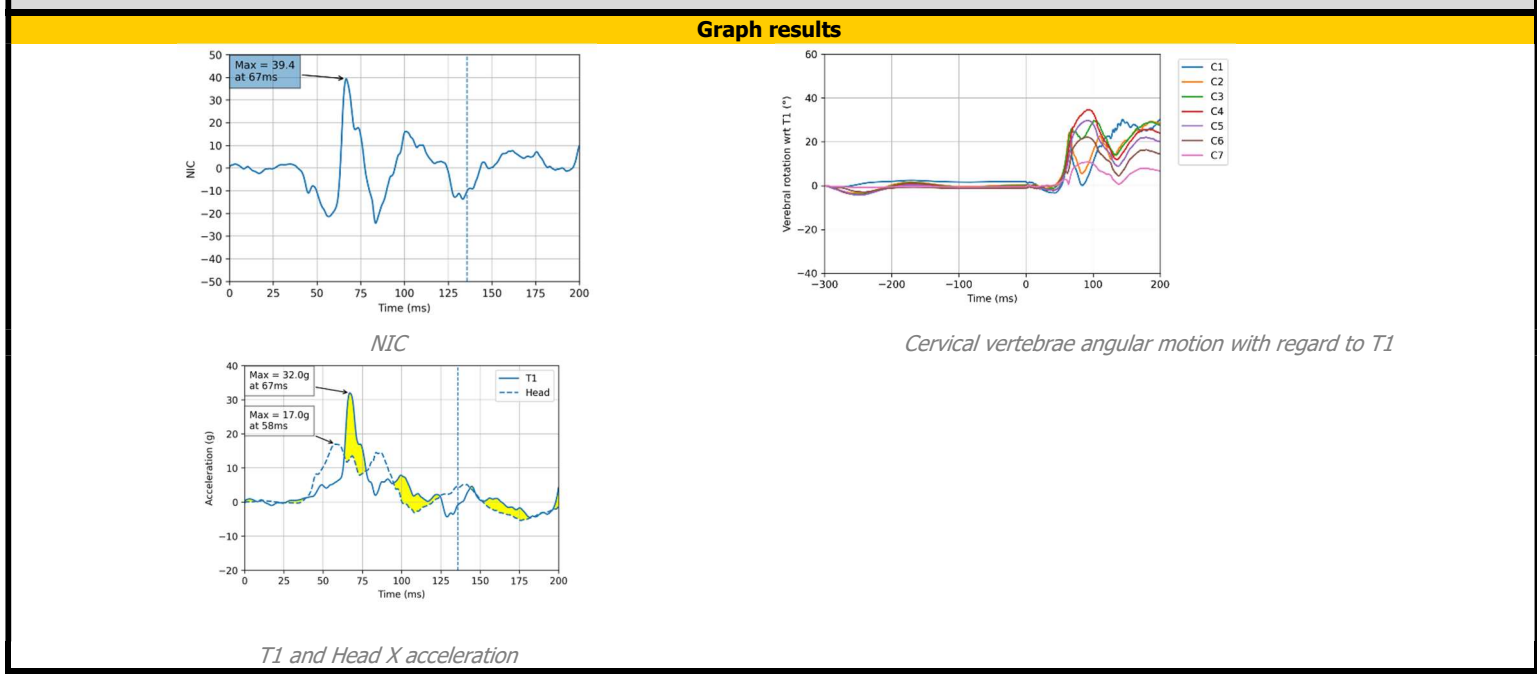 Graph results
50
40
30
20
10
0
−10
−20
−30
−40
−50
NIC
Max = 39.4
at 67ms
0 25 50 75 100 125 150 175 200
Time (ms)
NIC
60
40
20
0
−20
−40
Verebral rotation wrt T1 (°)
−300 −200 −100 0 100 200
Time (ms)
C1
C2
C3
C4
C5
C6
C7
Cervical vertebrae angular motion with regard to T1
40
30
20
10
0
−10
−20
Acceleration (g)
Max = 32.0g
at 67ms
Max = 17.0g
at 58ms
T1
Head
0 25 50 75 100 125 150 175 200
Time (ms)
T1 and Head X acceleration